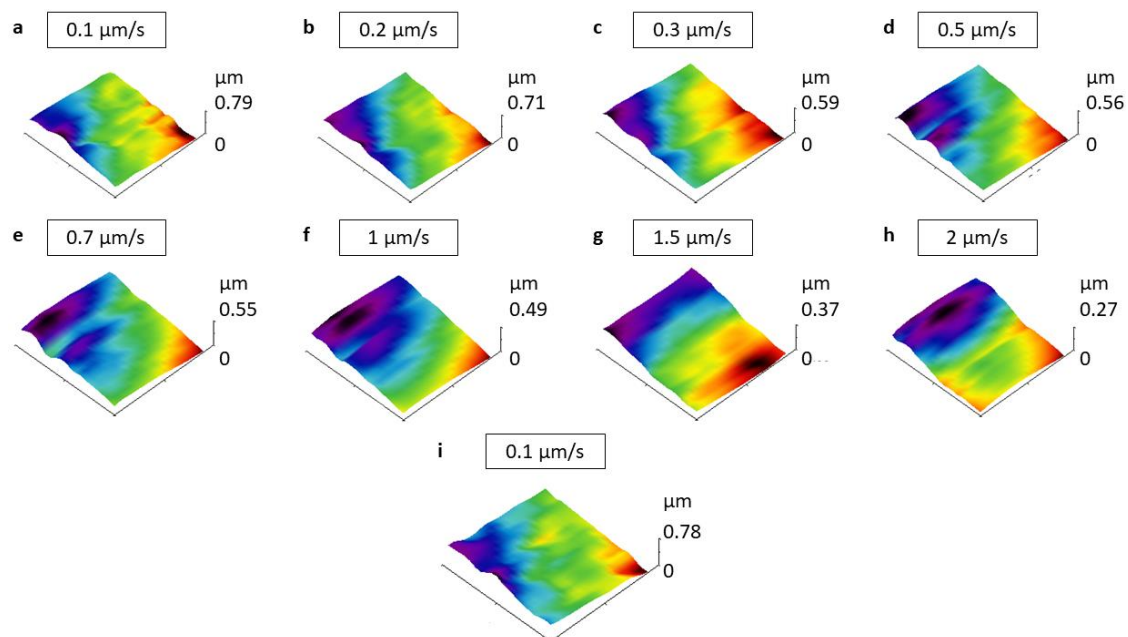 a 0.1 µm/s
µm
0.79
0
b 0.2 µm/s
µm
0.71
0
c 0.3 µm/s
µm
0.59
0
d 0.5 µm/s
µm
0.56
0
e 0.7 µm/s
µm
0.55
0
f 1 µm/s
µm
0.49
0
g 1.5 µm/s
µm
0.37
0
h 2 µm/s
µm
0.27
0
i 0.1 µm/s
µm
0.78
0